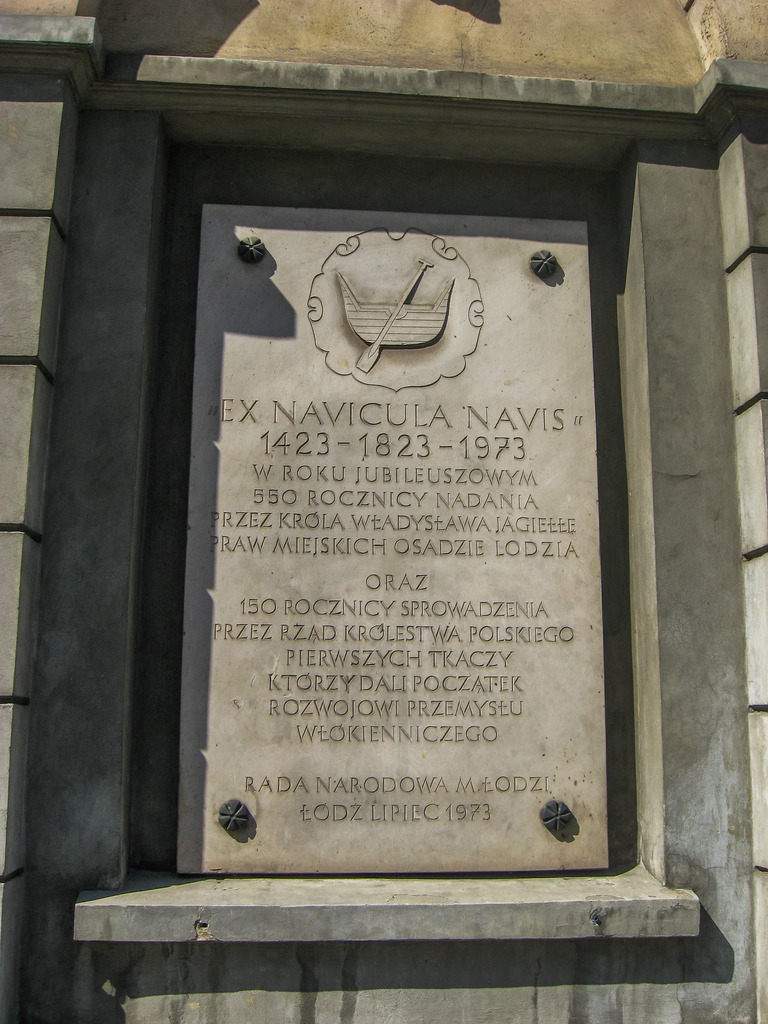 "EX NAVICULA NAVIS"
1423-1823-1973
W ROKU JUBILEUSZOWYM
550 ROCZNICY NADANIA
PRZEZ KRÓLA WŁADYSŁAWA JAGIEŁŁĘ
PRAW MIEJSKICH OSADZIE LODZIA
ORAZ
150 ROCZNICY SPROWADZENIA
PRZEZ RZĄD KRÓLESTWA POLSKIEGO
PIERWSZYCH TKACZY
KTÓRZY DALI POCZĄTEK
ROZWOJOWI PRZEMYSŁU
WŁÓKIENNICZEGO
RADA NARODOWA M.ŁODZI
ŁÓDŹ LIPIEC 1973